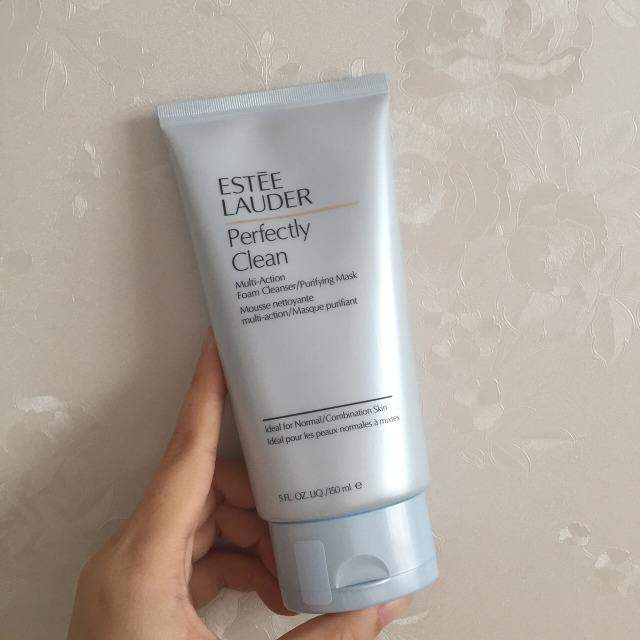 ESTĒE
LAUDER
Perfectly
Clean
Multi-Action
Foam Cleanser/Purifying Mask
Mousse nettoyante
multi-action/Masque purifiant
Ideal for Normal/Combination Skin
Idéal pour les peaux normales à mixtes
5 FL. OZ. LIQ./150 ml ℮